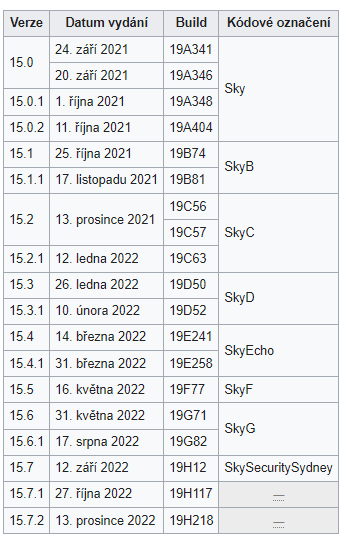 Verze Datum vydání Build Kódové označení
15.0 24. září 2021 19A341 Sky
20. září 2021 19A346
15.0.1 1. října 2021 19A348
15.0.2 11. října 2021 19A404
15.1 25. října 2021 19B74 SkyB
15.1.1 17. listopadu 2021 19B81
15.2 13. prosince 2021 19C56 SkyC
19C57
15.2.1 12. ledna 2022 19C63
15.3 26. ledna 2022 19D50 SkyD
15.3.1 10. února 2022 19D52
15.4 14. března 2022 19E241 SkyEcho
15.4.1 31. března 2022 19E258
15.5 16. května 2022 19F77 SkyF
15.6 31. května 2022 19G71 SkyG
15.6.1 17. srpna 2022 19G82
15.7 12. září 2022 19H12 SkySecuritySydney
15.7.1 27. října 2022 19H117 —
15.7.2 13. prosince 2022 19H218 —